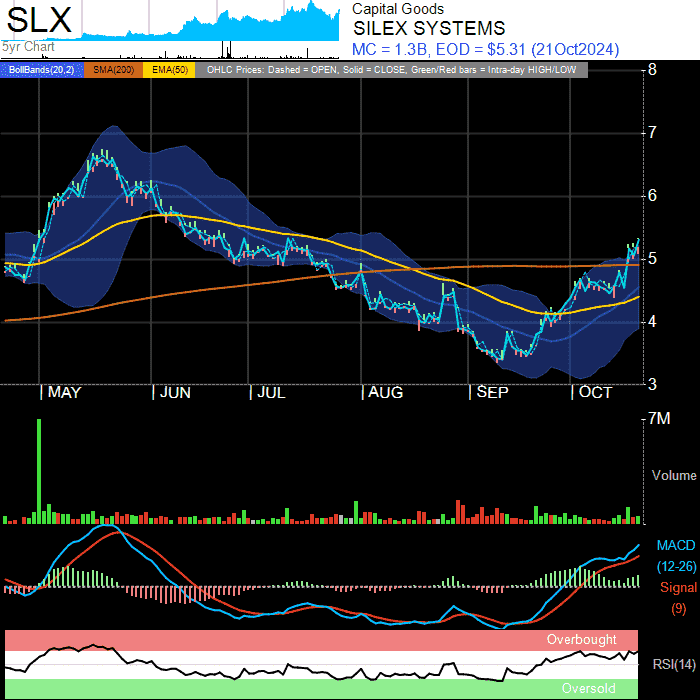 SLX
5yr Chart
Capital Goods
SILEX SYSTEMS
MC = 1.3B, EOD = $5.31 (21Oct2024)
BollBands(20,2) SMA(200) EMA(50) OHLC Prices: Dashed = OPEN, Solid = CLOSE, Green/Red bars = Intra-day HIGH/LOW
8
7
6
5
4
3
MAY JUN JUL AUG SEP OCT
7M
Volume
MACD
(12-26)
Signal
(9)
Overbought
RSI(14)
Oversold